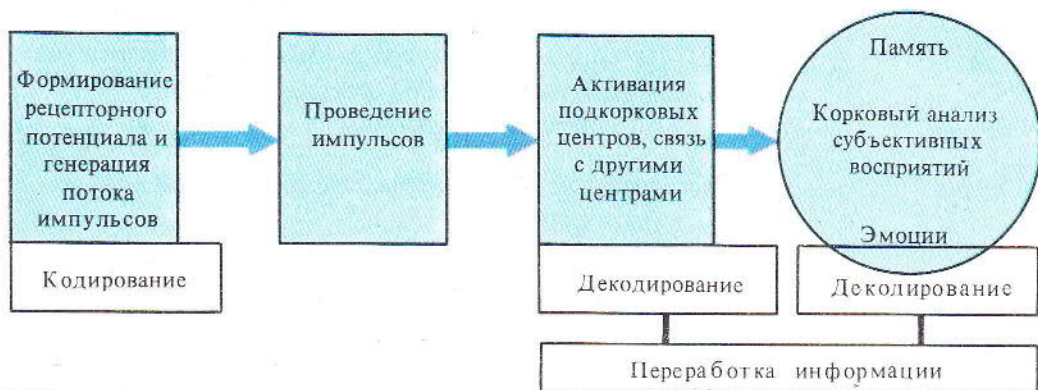 Формирование
рецепторного
потенциала и
генерация
потока
импульсов
Кодирование
Проведение
импульсов
Активация
подкорковых
центров, связь
с другими
центрами
Декодирование
Память
Корковый анализ
субъективных
восприятий
Эмоции
Декодирование
Переработка информации